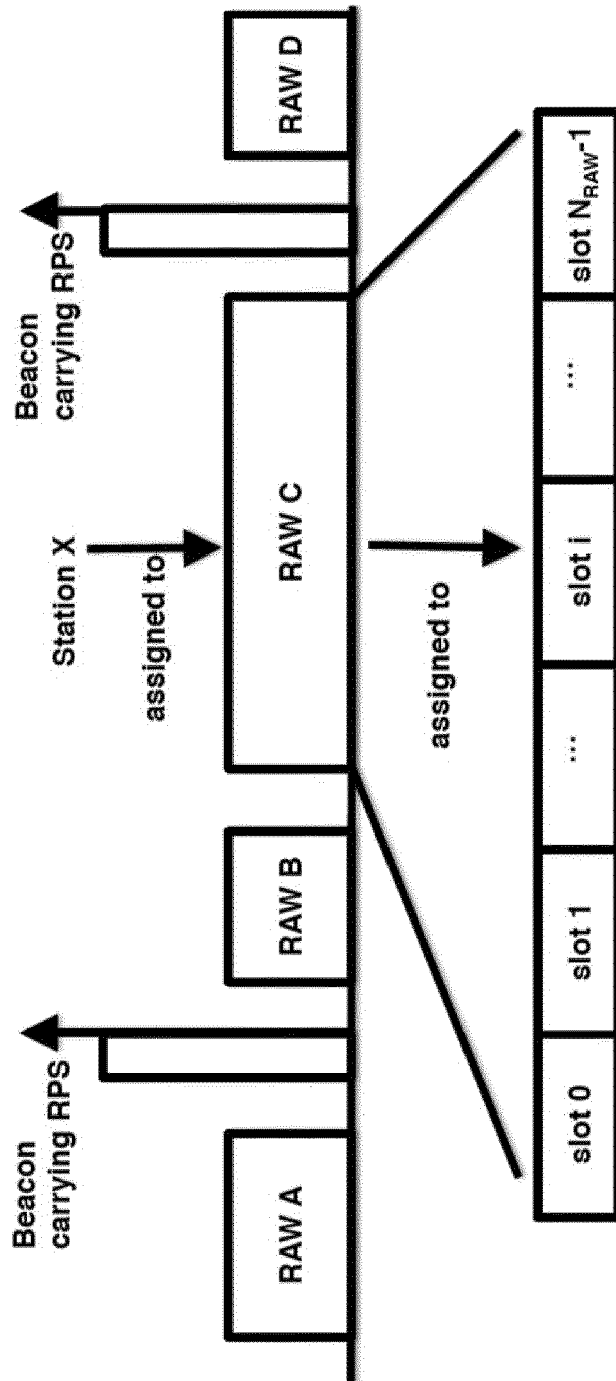 Beacon
carrying RPS
Station X
Beacon
carrying RPS
assigned to
RAW A
RAW B
RAW C
RAW D
assigned to
slot 0
slot 1
...
slot i
...
slot N_RAW-1